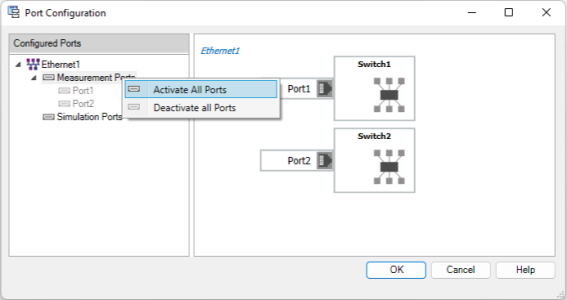 Port Configuration
Configured Ports
Ethernet1
Measurement Ports
Port1
Port2
Simulation Ports
Activate All Ports
Deactivate all Ports
Ethernet1
Switch1
Port1
Switch2
Port2
OK
Cancel
Help